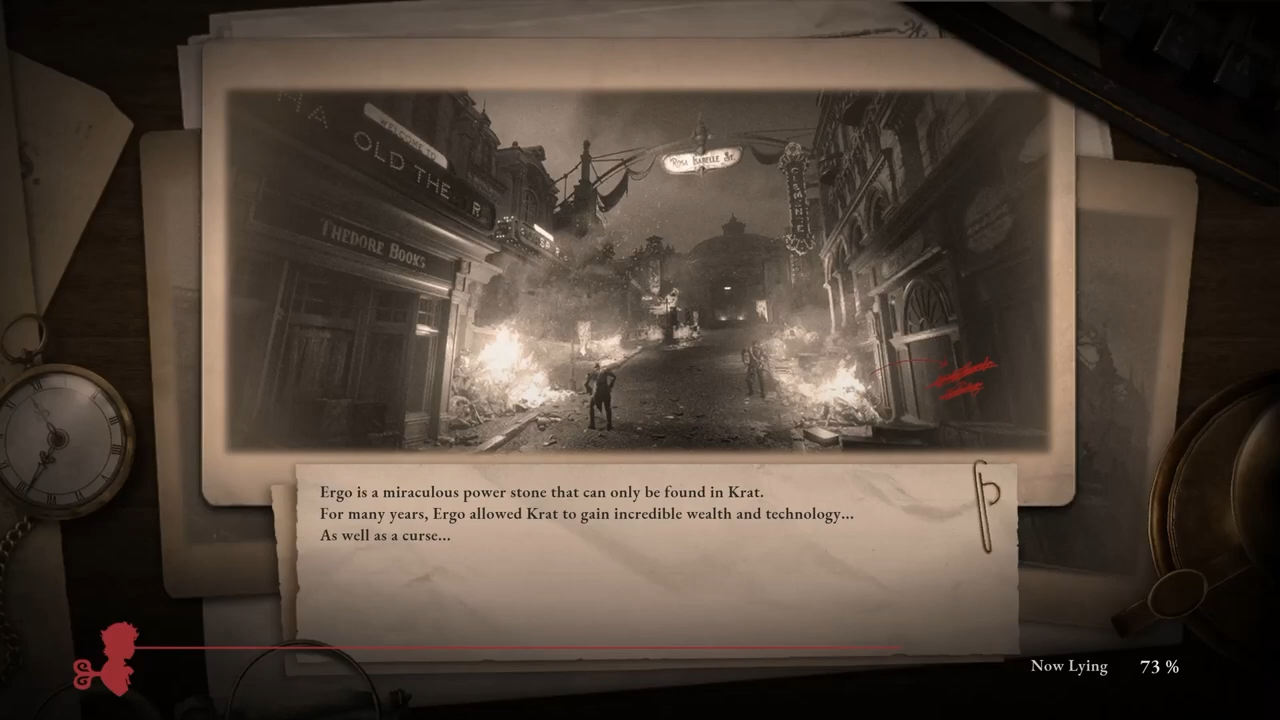 WELCOME TO
OLD THE R
THEDORE BOOKS
ROSA ISABELLE ST.
Ergo is a miraculous power stone that can only be found in Krat.
For many years, Ergo allowed Krat to gain incredible wealth and technology...
As well as a curse...
Now Lying 73 %